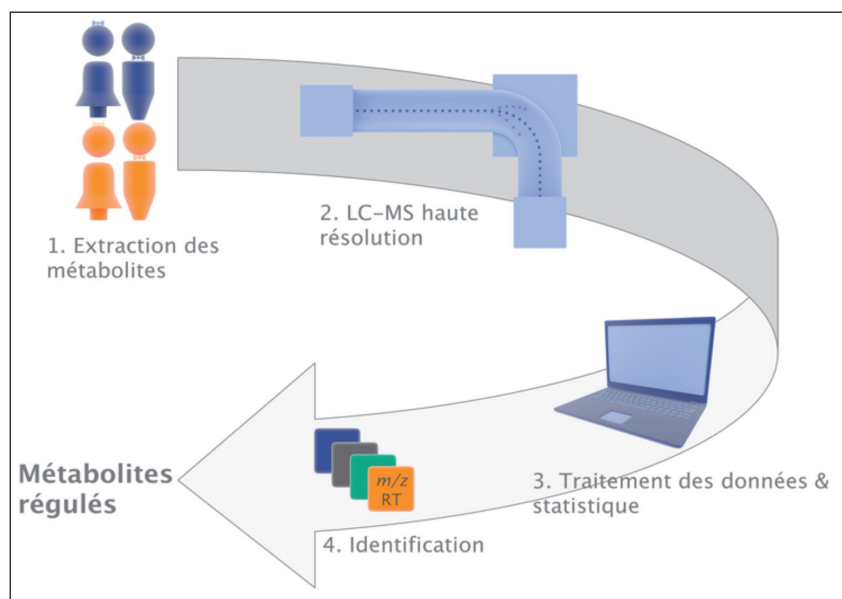 1. Extraction des
métabolites
2. LC-MS haute
résolution
3. Traitement des données &
statistique
m/z
RT
4. Identification
Métabolites
régulés